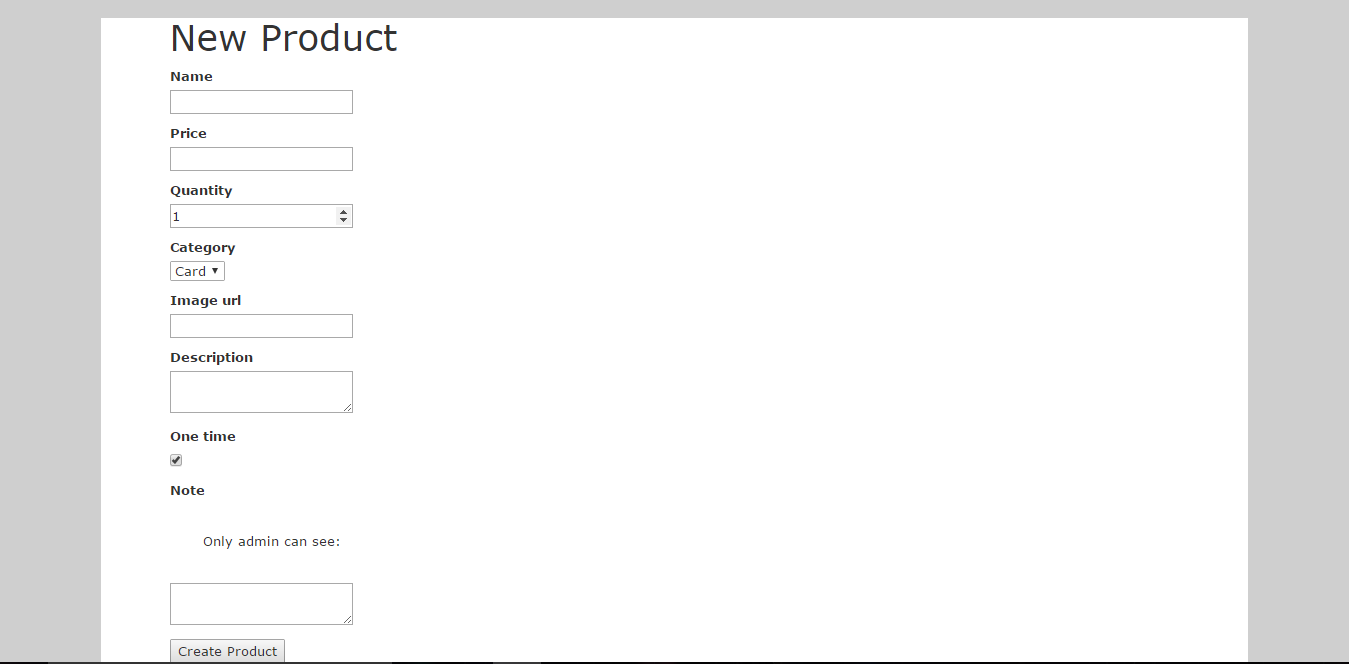 New Product
Name
Price
Quantity
1
Category
Card
Image url
Description
One time
Note
Only admin can see:
Create Product